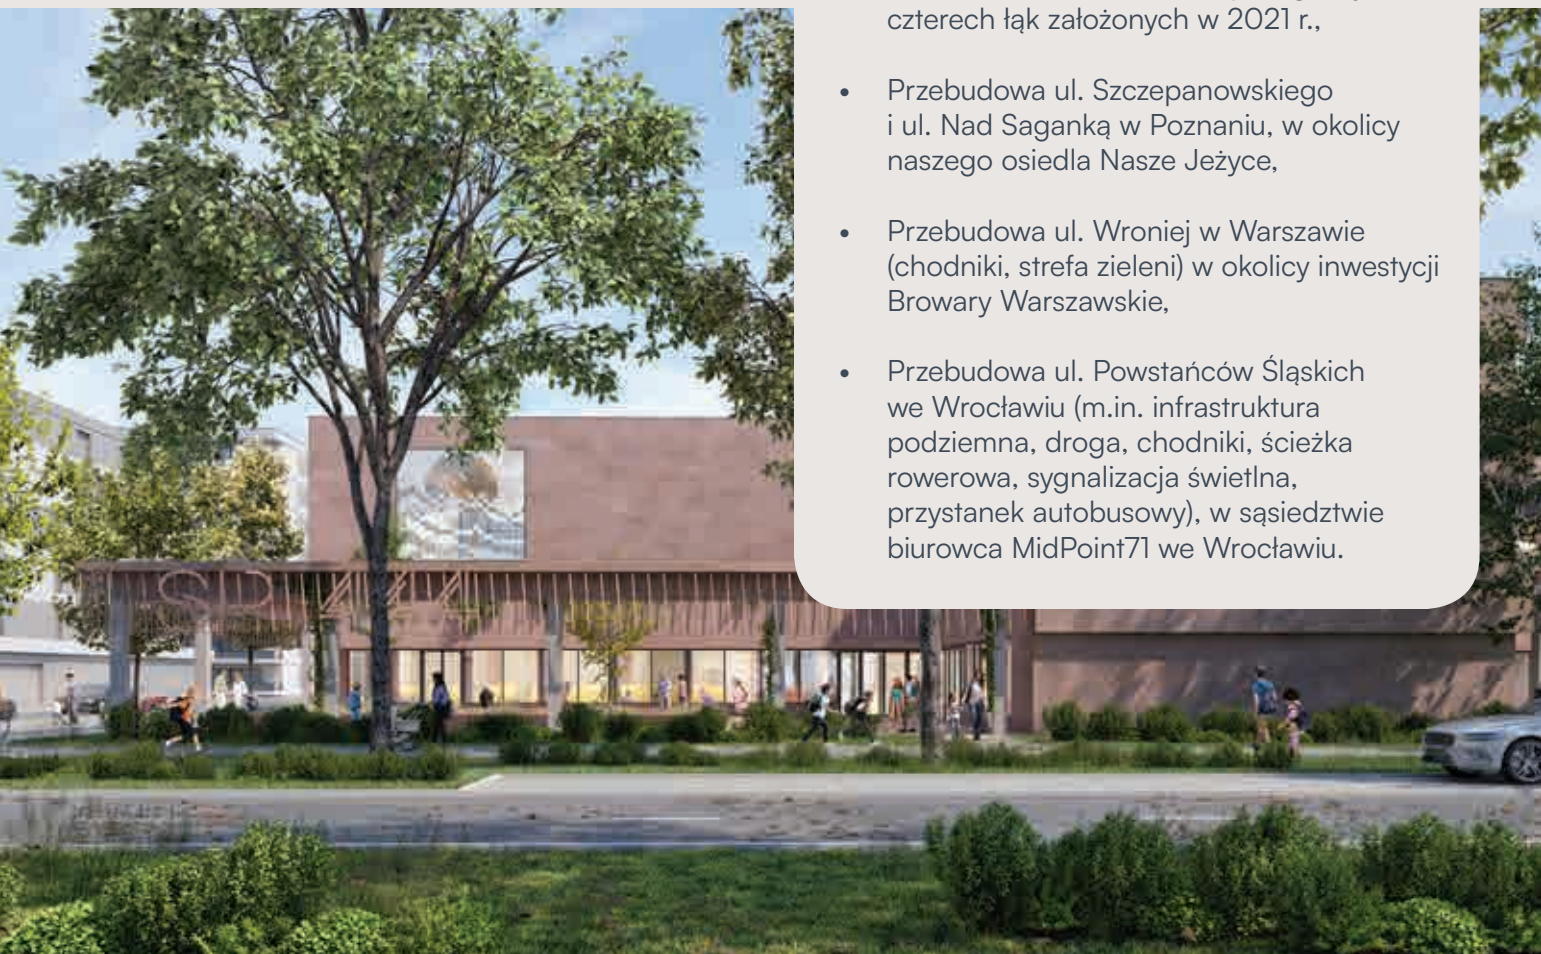 czterech łąk założonych w 2021 r.,
• Przebudowa ul. Szczepanowskiego
i ul. Nad Saganką w Poznaniu, w okolicy
naszego osiedla Nasze Jeżyce,
• Przebudowa ul. Wroniej w Warszawie
(chodniki, strefa zieleni) w okolicy inwestycji
Browary Warszawskie,
• Przebudowa ul. Powstańców Śląskich
we Wrocławiu (m.in. infrastruktura
podziemna, droga, chodniki, ścieżka
rowerowa, sygnalizacja świetlna,
przystanek autobusowy), w sąsiedztwie
biurowca MidPoint71 we Wrocławiu.